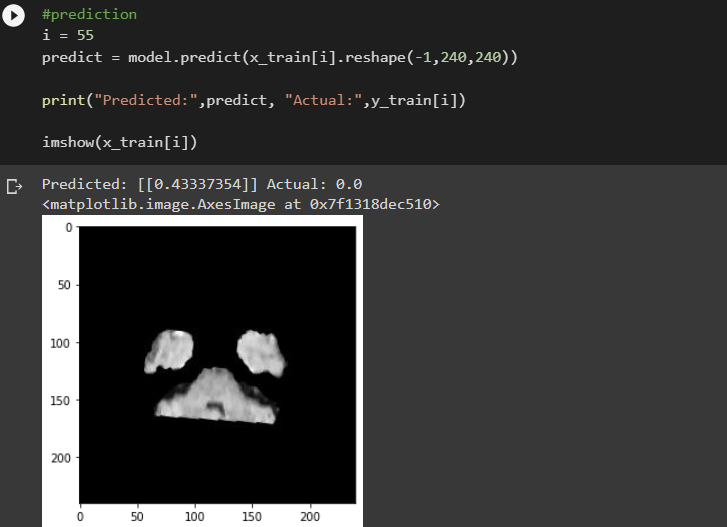 #prediction
i = 55
predict = model.predict(x_train[i].reshape(-1,240,240))
print("Predicted:",predict, "Actual:",y_train[i])
imshow(x_train[i])
Predicted: [[0.43337354]] Actual: 0.0
<matplotlib.image.AxesImage at 0x7f1318dec510>
0
50
100
150
200
0 50 100 150 200